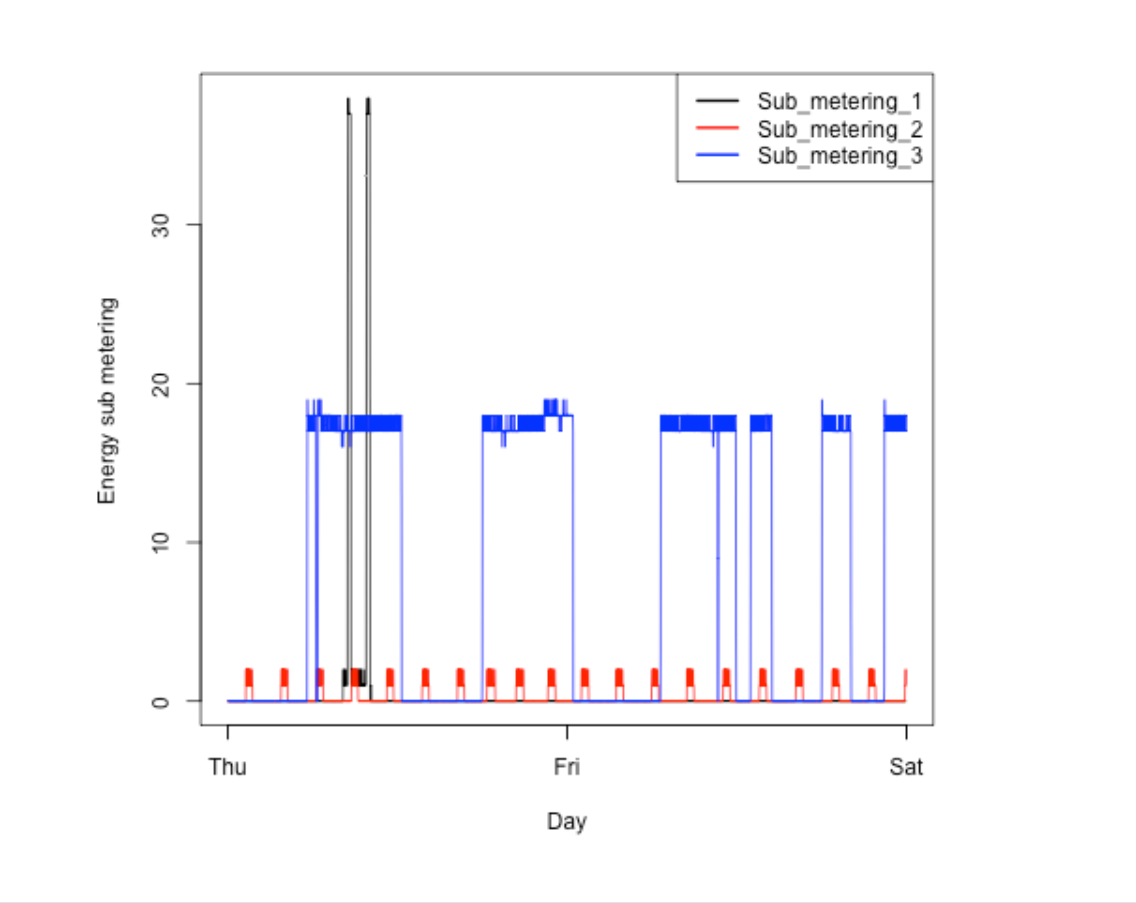 Sub_metering_1
Sub_metering_2
Sub_metering_3
30
20
10
0
Energy sub metering
Thu Fri Sat
Day